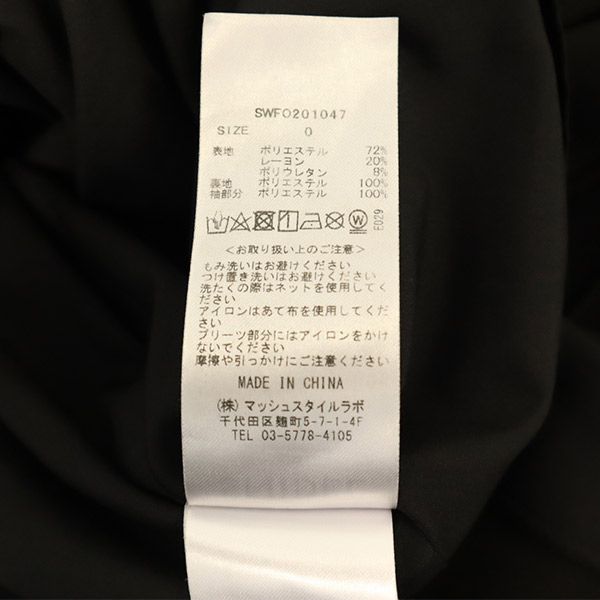 SWFO201047
SIZE 0
表地 ポリエステル 72%
レーヨン 20%
ポリウレタン 8%
裏地 ポリエステル 100%
袖部分 ポリエステル 100%
W E029
<お取り扱い上のご注意>
もみ洗いはお避けください
つけ置き洗いはお避けください
洗たくの際はネットを使用してく
ださい
アイロンはあて布を使用してくだ
さい
プリーツ部分にはアイロンをかけ
ないでください
摩擦や引っかけにご注意ください
MADE IN CHINA
(株)マッシュスタイルラボ
千代田区麹町5-7-1-4F
TEL 03-5778-4105